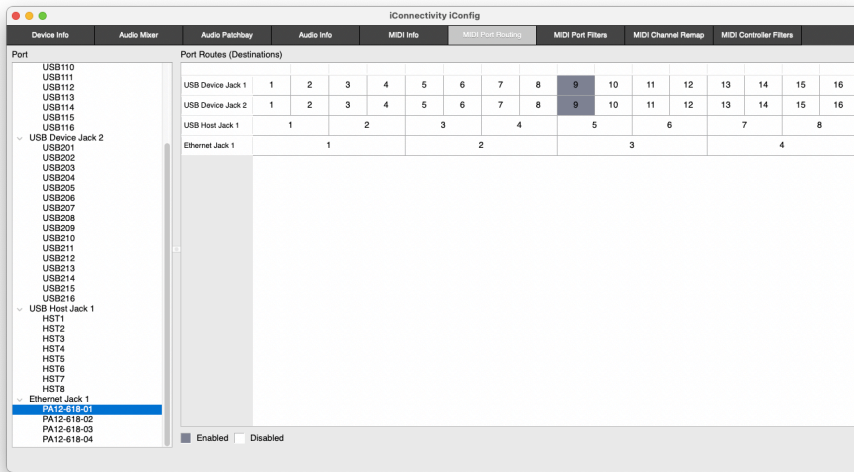 iConnectivity iConfig
Device Info Audio Mixer Audio Patchbay Audio Info MIDI Info MIDI Port Routing MIDI Port Filters MIDI Channel Remap MIDI Controller Filters
Port
USB110
USB111
USB112
USB113
USB114
USB115
USB116
USB Device Jack 2
USB201
USB202
USB203
USB204
USB205
USB206
USB207
USB208
USB209
USB210
USB211
USB212
USB213
USB214
USB215
USB216
USB Host Jack 1
HST1
HST2
HST3
HST4
HST5
HST6
HST7
HST8
Ethernet Jack 1
PA12-618-01
PA12-618-02
PA12-618-03
PA12-618-04
Port Routes (Destinations)
USB Device Jack 1 1 2 3 4 5 6 7 8 9 10 11 12 13 14 15 16
USB Device Jack 2 1 2 3 4 5 6 7 8 9 10 11 12 13 14 15 16
USB Host Jack 1 1 2 3 4 5 6 7 8
Ethernet Jack 1 1 2 3 4
Enabled Disabled